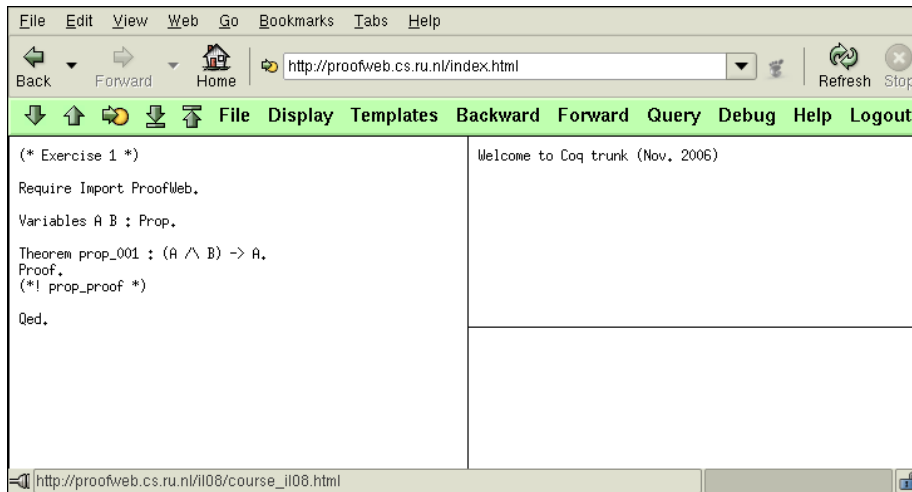 File Edit View Web Go Bookmarks Tabs Help
Back Forward Home http://proofweb.cs.ru.nl/index.html Refresh Stop
File Display Templates Backward Forward Query Debug Help Logout
(* Exercise 1 *)
Require Import ProofWeb.
Variables A B : Prop.
Theorem prop_001 : (A /\ B) -> A.
Proof.
(*! prop_proof *)
Qed.
Welcome to Coq trunk (Nov. 2006)
http://proofweb.cs.ru.nl/il08/course_il08.html